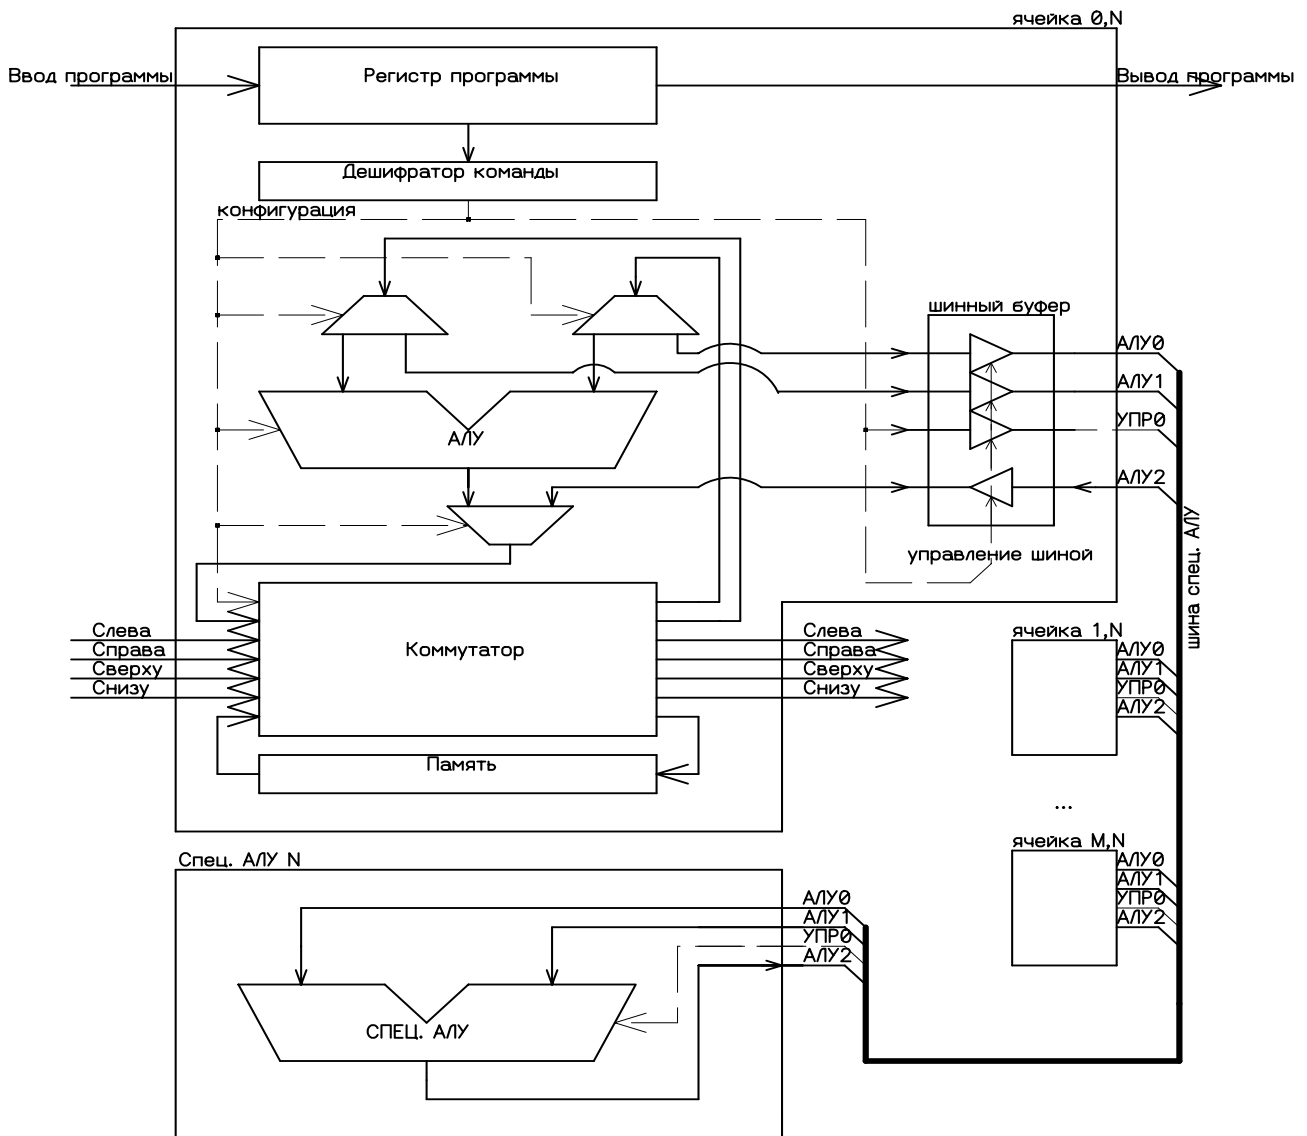 ячейка 0,N
Ввод программы
Регистр программы
Вывод программы
Дешифратор команды
конфигурация
шинный буфер
АЛУ0
АЛУ1
УПР0
АЛУ
АЛУ2
шина спец. АЛУ
управление шиной
Слева
Справа
Сверху
Снизу
Коммутатор
Слева
Справа
Сверху
Снизу
ячейка 1,N
АЛУ0
АЛУ1
УПР0
АЛУ2
Память
...
ячейка M,N
АЛУ0
АЛУ1
УПР0
АЛУ2
Спец. АЛУ N
АЛУ0
АЛУ1
УПР0
АЛУ2
СПЕЦ. АЛУ